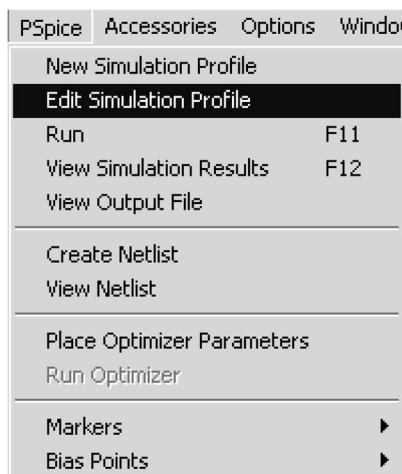 PSpice Accessories Options Windo
New Simulation Profile
Edit Simulation Profile
Run F11
View Simulation Results F12
View Output File
Create Netlist
View Netlist
Place Optimizer Parameters
Run Optimizer
Markers
Bias Points